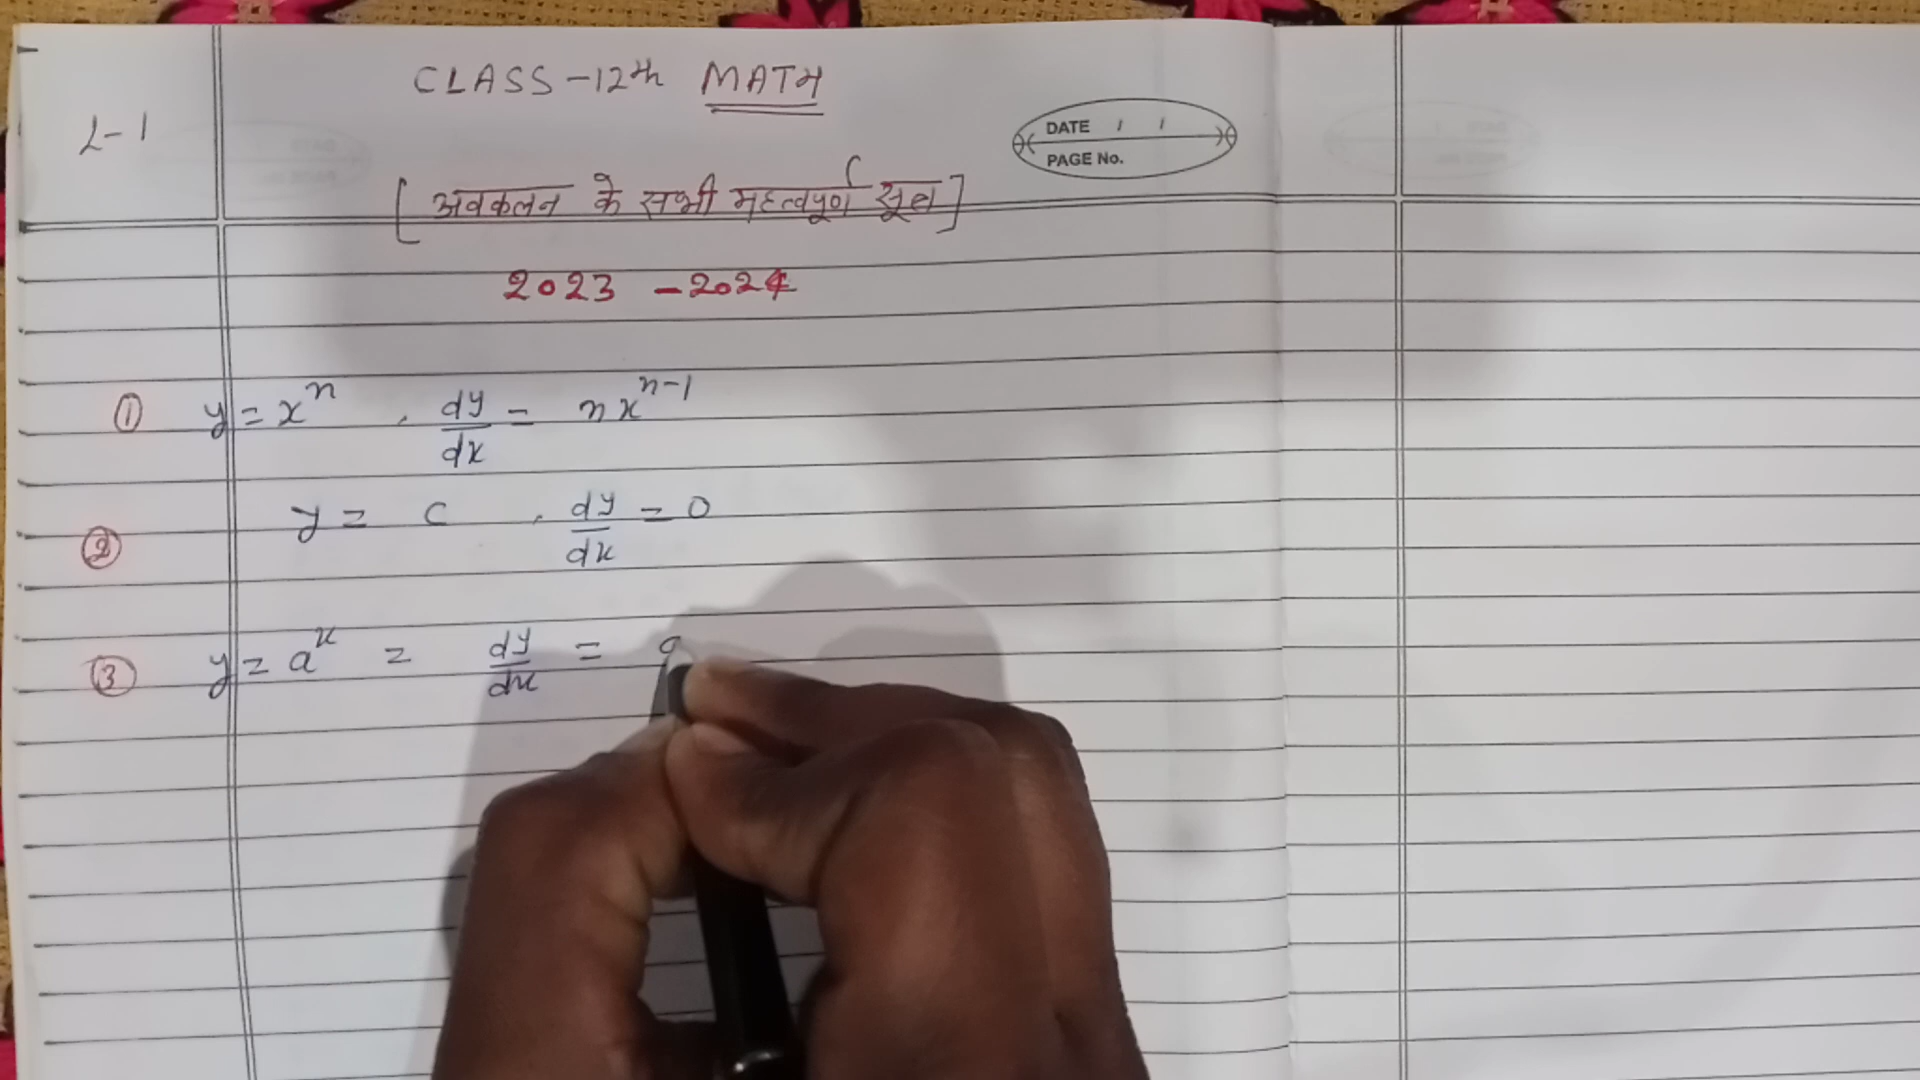 CLASS-12th MATH
L-1
DATE / /
PAGE No.
[अवकलन के सभी महत्वपूर्ण सूत्र]
2023 - 2024
① y = x^n , dy/dx = nx^{n-1}
② y = c , dy/dx = 0
③ y = a^x = dy/dx = a